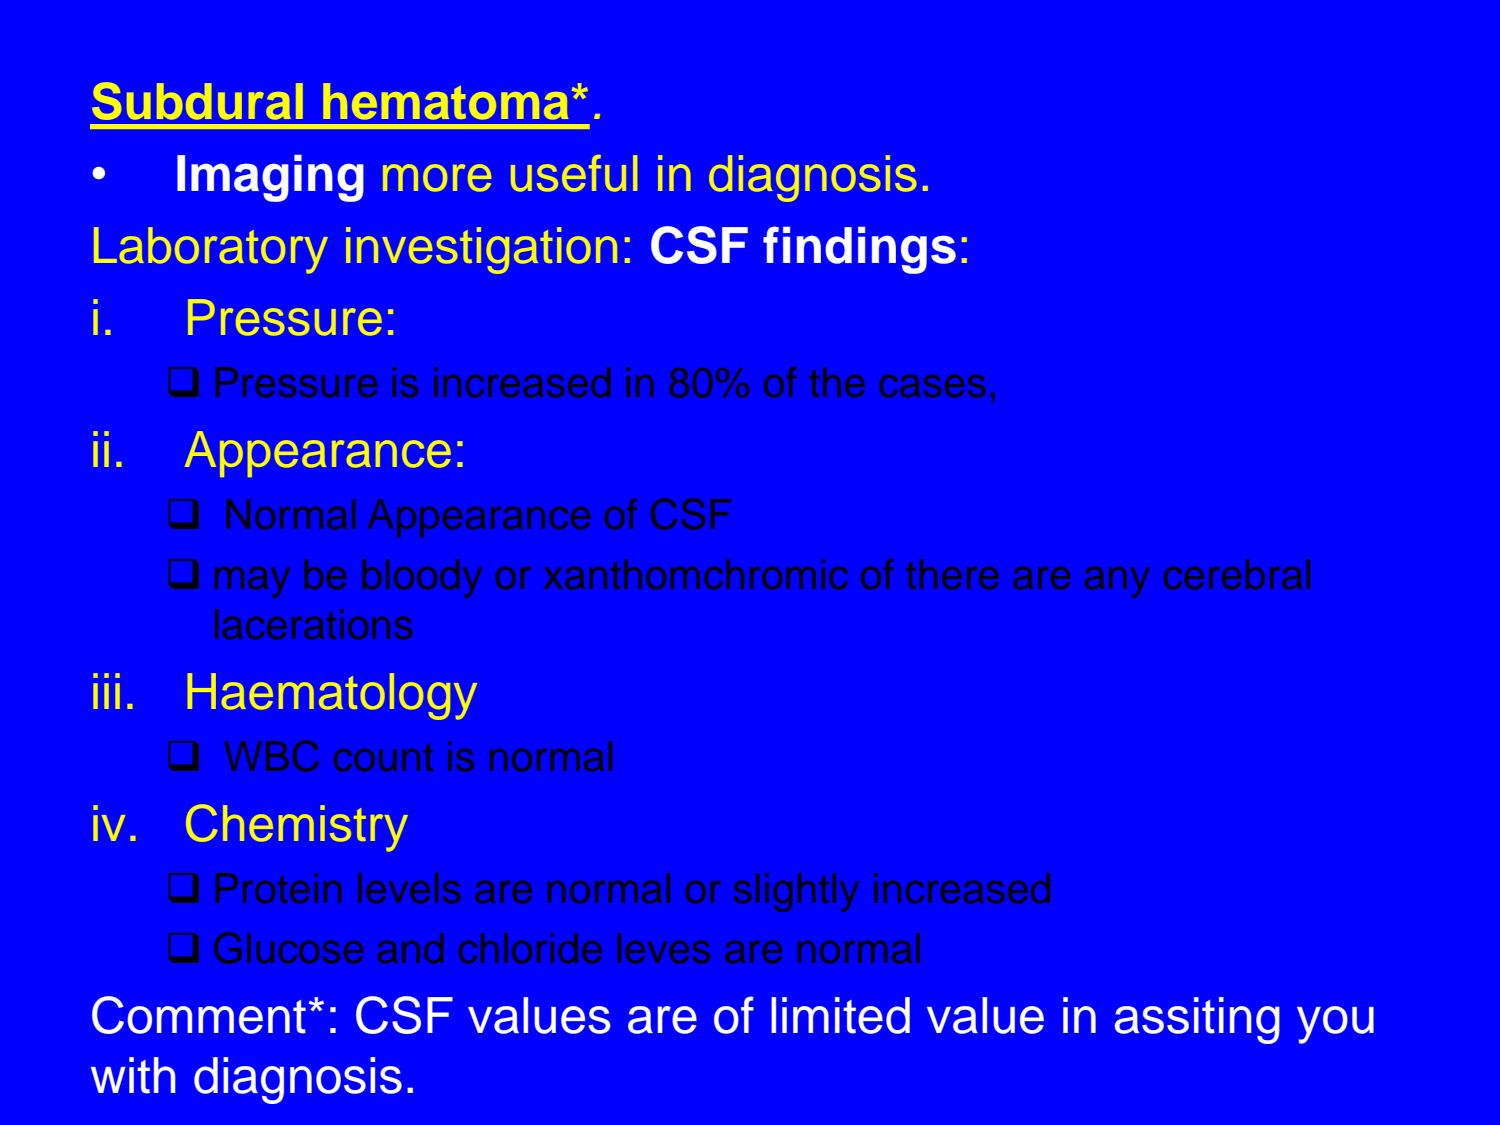 Subdural hematoma*.
• Imaging more useful in diagnosis.
Laboratory investigation: CSF findings:
i. Pressure:
❑ Pressure is increased in 80% of the cases,
ii. Appearance:
❑ Normal Appearance of CSF
❑ may be bloody or xanthomchromic of there are any cerebral
lacerations
iii. Haematology
❑ WBC count is normal
iv. Chemistry
❑ Protein levels are normal or slightly increased
❑ Glucose and chloride leves are normal
Comment*: CSF values are of limited value in assiting you
with diagnosis.